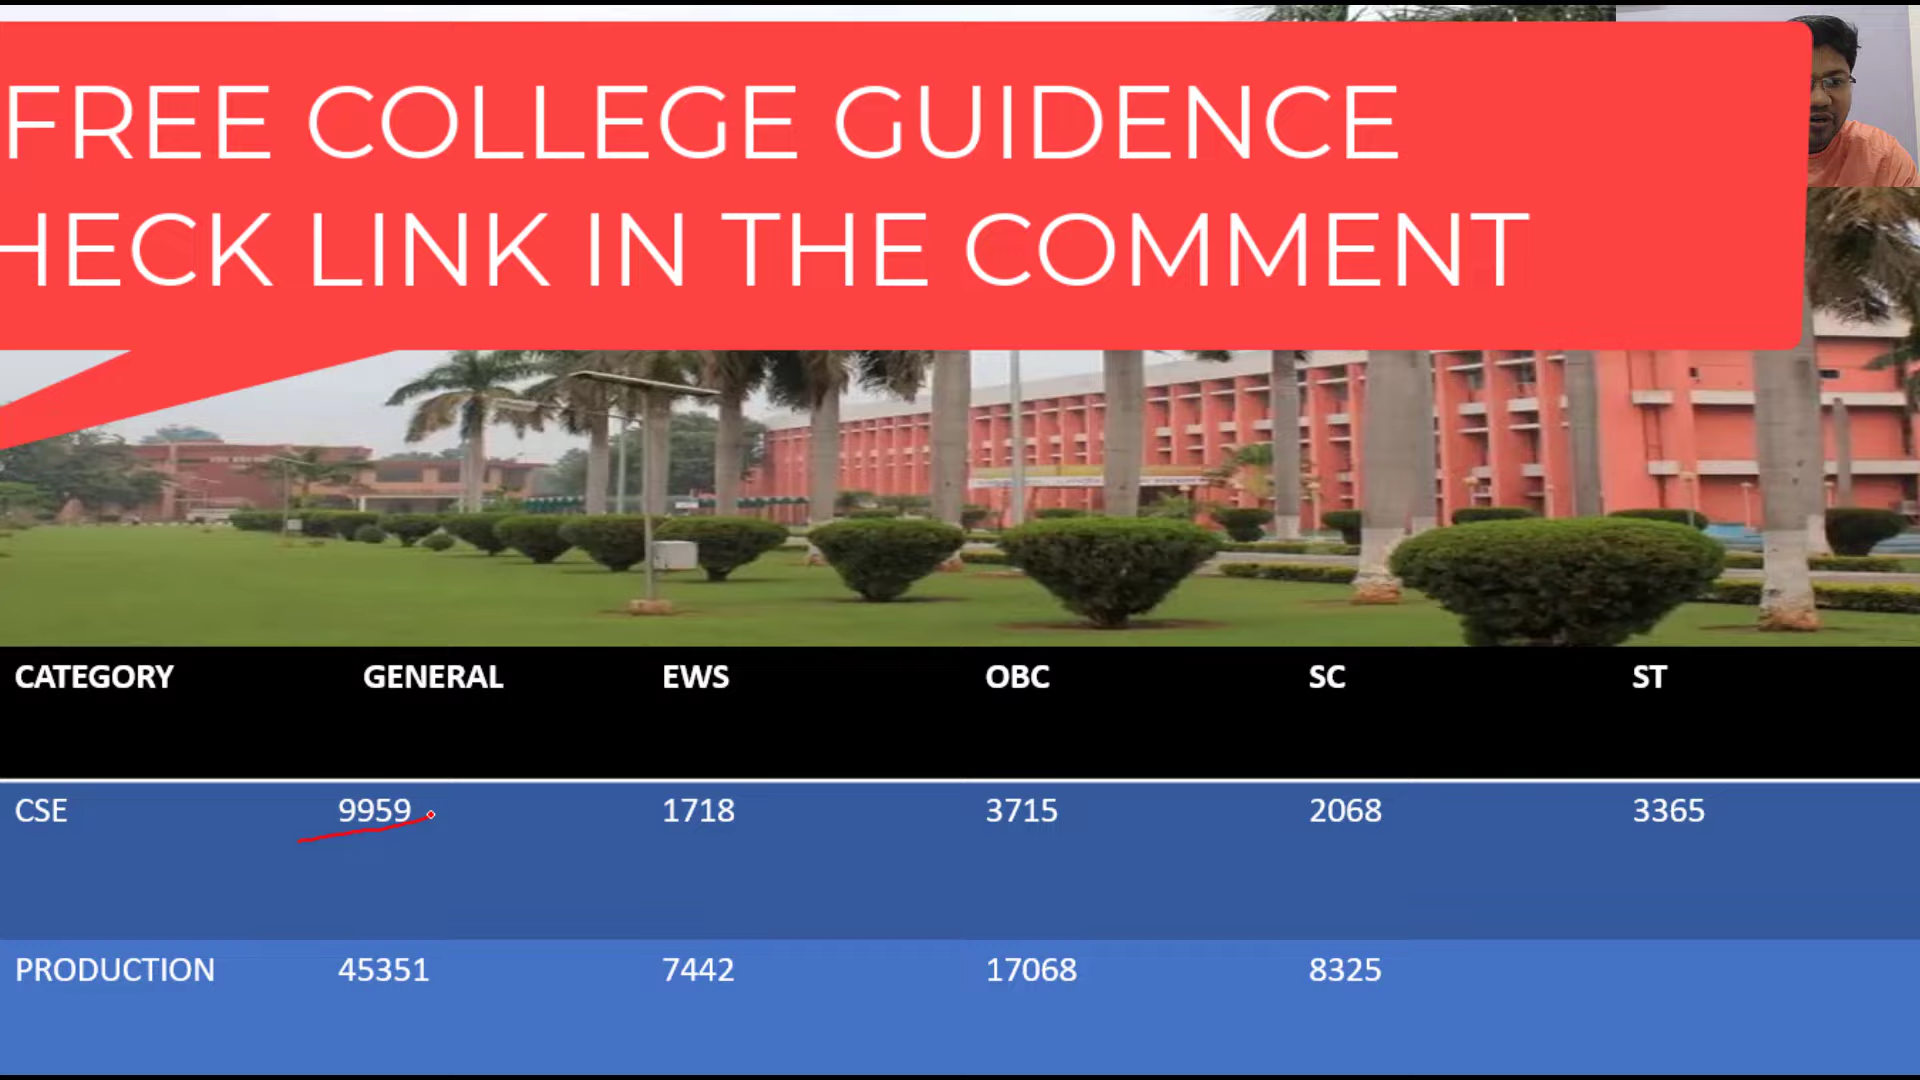 FREE COLLEGE GUIDENCE
HECK LINK IN THE COMMENT
CATEGORY GENERAL EWS OBC SC ST
CSE 9959 1718 3715 2068 3365
PRODUCTION 45351 7442 17068 8325